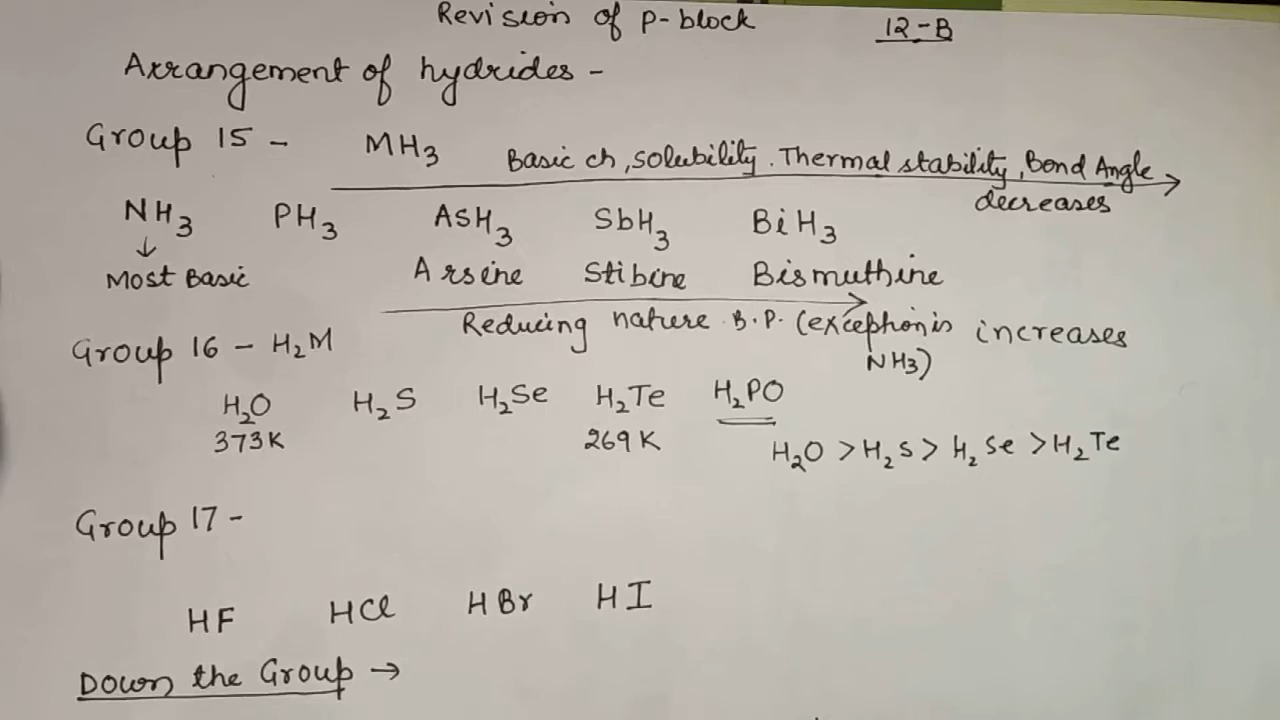 Revision of p-block 12-B
Arrangement of hydrides -
Group 15 - MH3 Basic ch, solubility. Thermal stability, Bond Angle
decreases
NH3 PH3 AsH3 SbH3 BiH3
↓
Most Basic Arsine Stibine Bismuthine
Reducing nature B.P. (exception is increases
NH3)
Group 16 - H2M
H2O H2S H2Se H2Te H2PO
373K 269K
H2O > H2S > H2Se > H2Te
Group 17 -
HF HCl HBr HI
Down the Group →